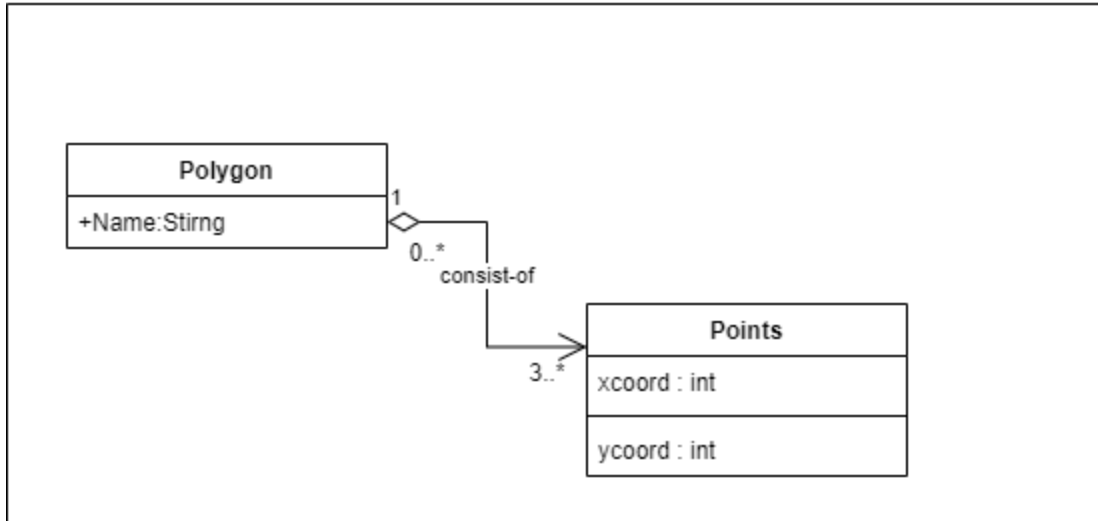 Polygon
+Name:Stirng
1
0..*
consist-of
3..*
Points
xcoord : int
ycoord : int